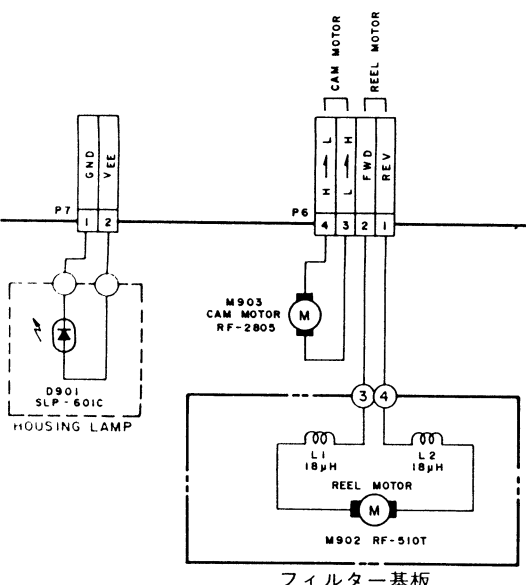 CAM MOTOR
REEL MOTOR
GND
VEE
H → L
L → H
FWD
REV
P7
1
2
P6
4
3
2
1
M903
CAM MOTOR
RF-2805
M
D901
SLP-601C
HOUSING LAMP
3
4
L1
18μH
L2
18μH
REEL MOTOR
M
M902 RF-510T
フィルター基板